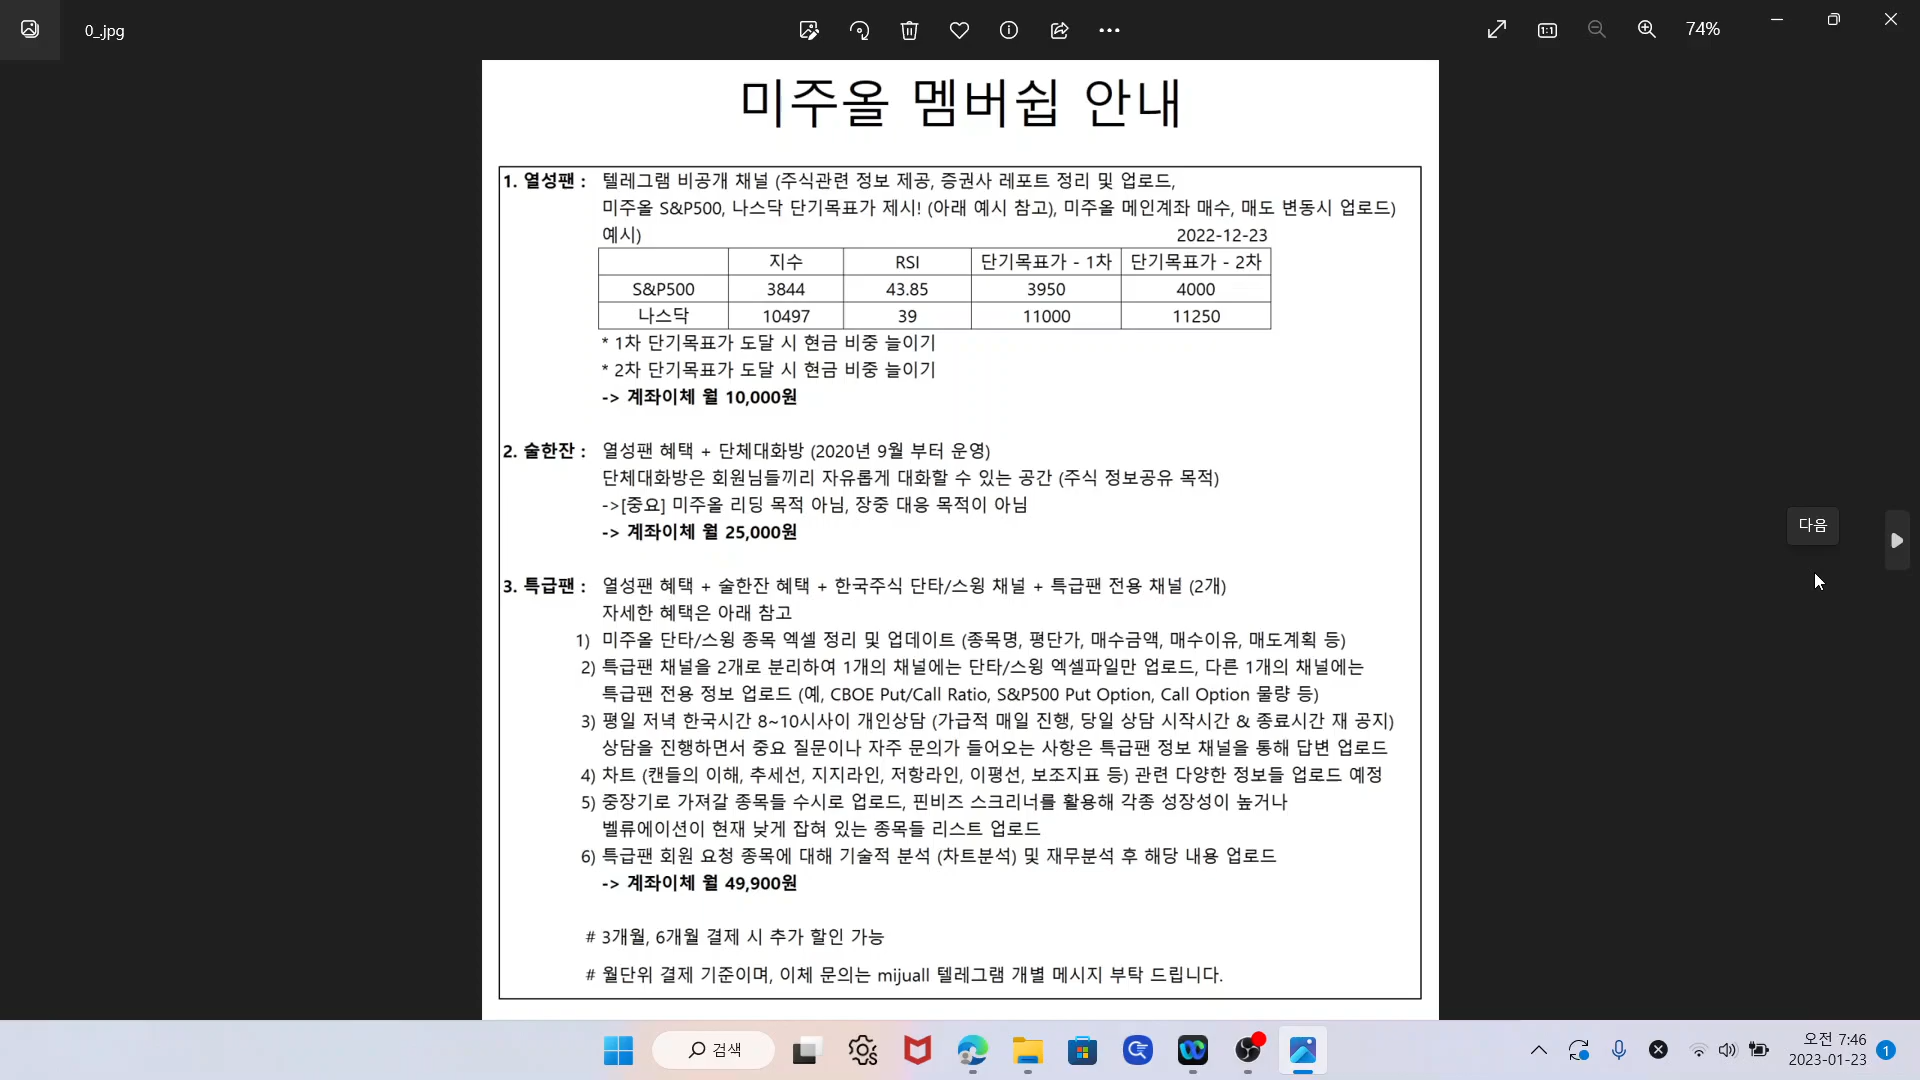 0_.jpg
74%
미주올 멤버쉽 안내
1. 열성팬 : 텔레그램 비공개 채널 (주식관련 정보 제공, 증권사 레포트 정리 및 업로드,
미주올 S&P500, 나스닥 단기목표가 제시! (아래 예시 참고), 미주올 메인계좌 매수, 매도 변동시 업로드)
예시) 2022-12-23
지수 RSI 단기목표가 - 1차 단기목표가 - 2차
S&P500 3844 43.85 3950 4000
나스닥 10497 39 11000 11250
* 1차 단기목표가 도달 시 현금 비중 늘이기
* 2차 단기목표가 도달 시 현금 비중 늘이기
-> 계좌이체 월 10,000원
2. 술한잔 : 열성팬 혜택 + 단체대화방 (2020년 9월 부터 운영)
단체대화방은 회원님들끼리 자유롭게 대화할 수 있는 공간 (주식 정보공유 목적)
->[중요] 미주올 리딩 목적 아님, 장중 대응 목적이 아님
-> 계좌이체 월 25,000원
다음
3. 특급팬 : 열성팬 혜택 + 술한잔 혜택 + 한국주식 단타/스윙 채널 + 특급팬 전용 채널 (2개)
자세한 혜택은 아래 참고
1) 미주올 단타/스윙 종목 엑셀 정리 및 업데이트 (종목명, 평단가, 매수금액, 매수이유, 매도계획 등)
2) 특급팬 채널을 2개로 분리하여 1개의 채널에는 단타/스윙 엑셀파일만 업로드, 다른 1개의 채널에는
특급팬 전용 정보 업로드 (예, CBOE Put/Call Ratio, S&P500 Put Option, Call Option 물량 등)
3) 평일 저녁 한국시간 8~10시사이 개인상담 (가급적 매일 진행, 당일 상담 시작시간 & 종료시간 재 공지)
상담을 진행하면서 중요 질문이나 자주 문의가 들어오는 사항은 특급팬 정보 채널을 통해 답변 업로드
4) 차트 (캔들의 이해, 추세선, 지지라인, 저항라인, 이평선, 보조지표 등) 관련 다양한 정보들 업로드 예정
5) 중장기로 가져갈 종목들 수시로 업로드, 핀비즈 스크리너를 활용해 각종 성장성이 높거나
벨류에이션이 현재 낮게 잡혀 있는 종목들 리스트 업로드
6) 특급팬 회원 요청 종목에 대해 기술적 분석 (차트분석) 및 재무분석 후 해당 내용 업로드
-> 계좌이체 월 49,900원
# 3개월, 6개월 결제 시 추가 할인 가능
# 월단위 결제 기준이며, 이체 문의는 mijuall 텔레그램 개별 메시지 부탁 드립니다.
검색
오전 7:46
2023-01-23
1